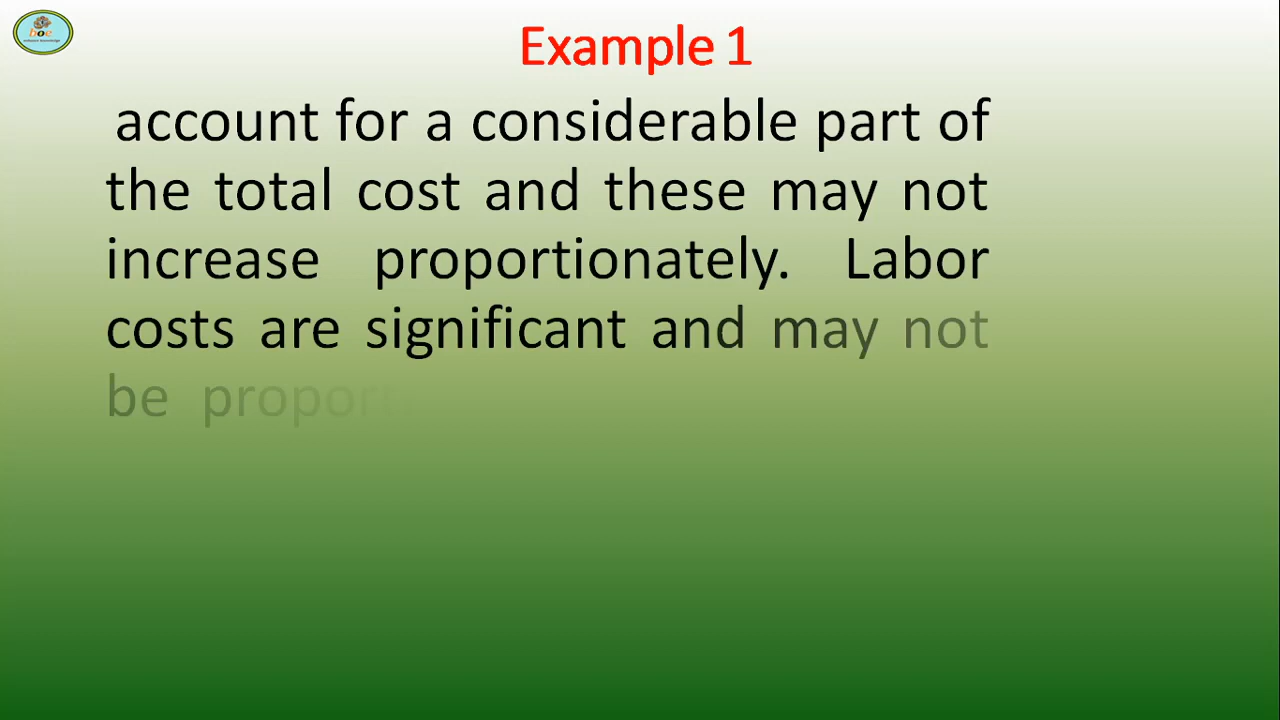 boc
Example 1
account for a considerable part of
the total cost and these may not
increase proportionately. Labor
costs are significant and may not
be